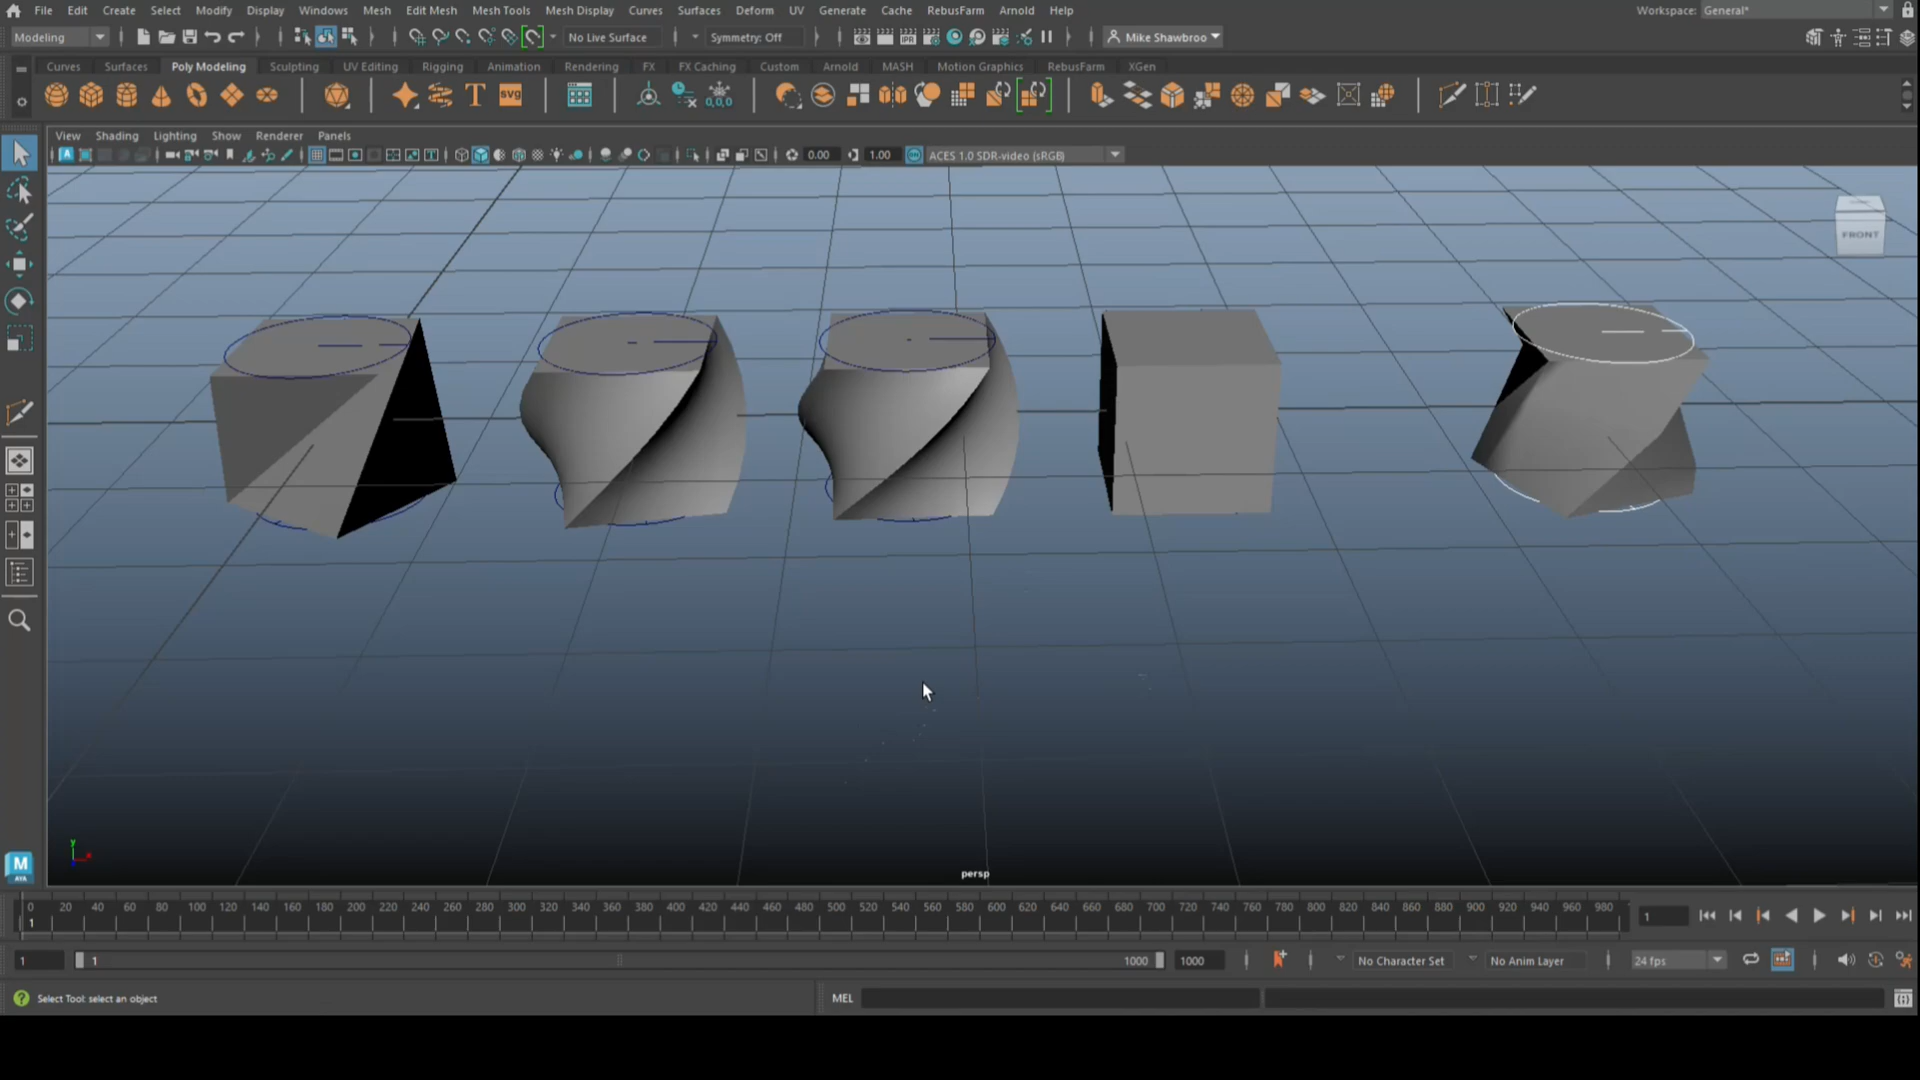 File Edit Create Select Modify Display Windows Mesh Edit Mesh Mesh Tools Mesh Display Curves Surfaces Deform UV Generate Cache RebusFarm Arnold Help Workspace: General*
Modeling No Live Surface Symmetry: Off Mike Shawbroo
Curves Surfaces Poly Modeling Sculpting UV Editing Rigging Animation Rendering FX FX Caching Custom Arnold MASH Motion Graphics RebusFarm XGen
T svg 0,0,0
View Shading Lighting Show Renderer Panels
0.00 1.00 ACES 1.0 SDR-video (sRGB)
FRONT
y
persp
M
0 20 40 60 80 100 120 140 160 180 200 220 240 260 280 300 320 340 360 380 400 420 440 460 480 500 520 540 560 580 600 620 640 660 680 700 720 740 760 780 800 820 840 860 880 900 920 940 960 980
1 1
1 1 1000 1000 No Character Set No Anim Layer 24 fps
Select Tool: select an object MEL